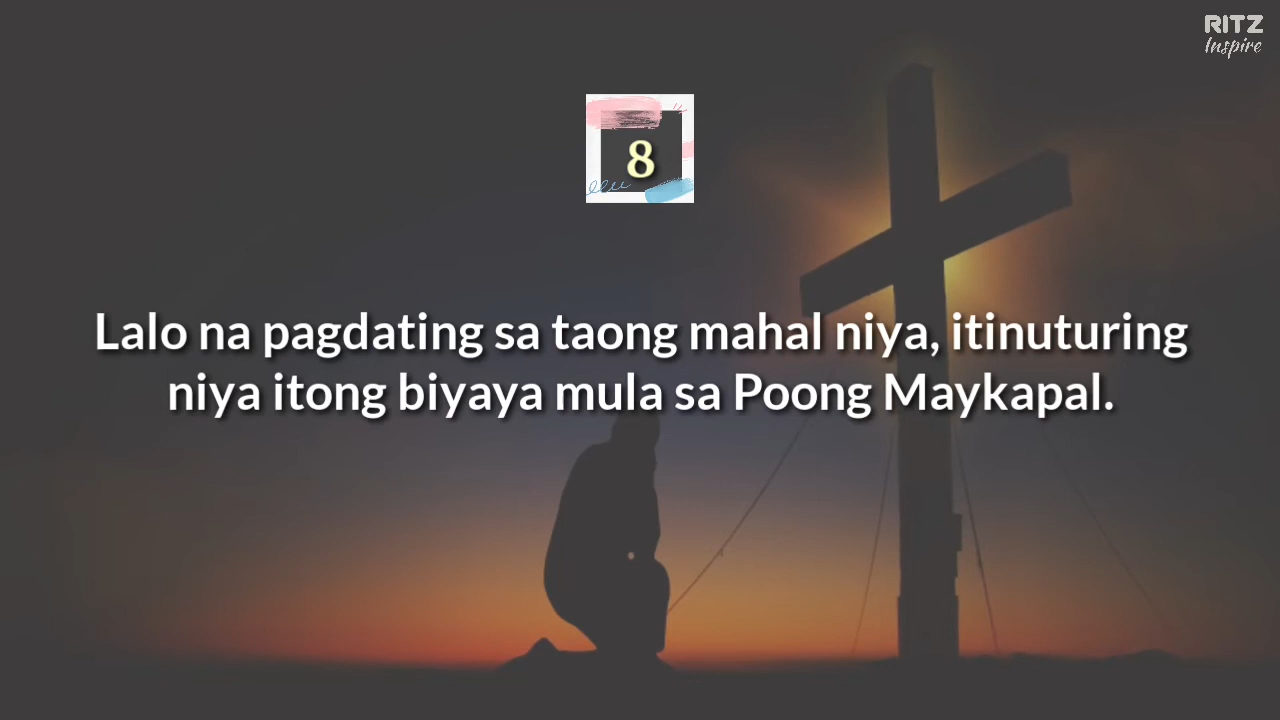 RITZ
Inspire
8
Lalo na pagdating sa taong mahal niya, itinuturing
niya itong biyaya mula sa Poong Maykapal.